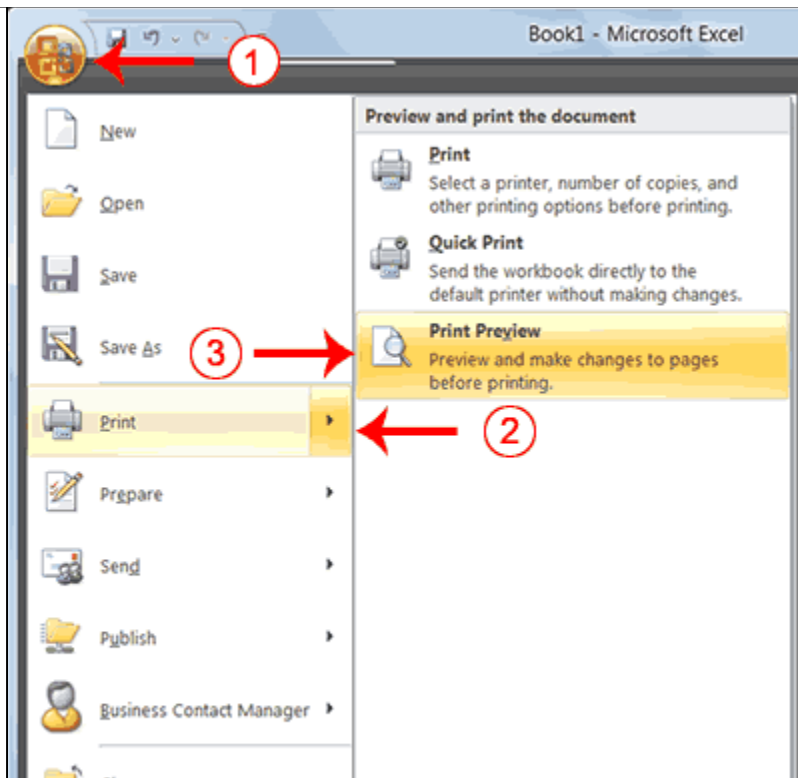 Book1 - Microsoft Excel
1
New
Open
Save
Save As
3
Print
2
Prepare
Send
Publish
Business Contact Manager
Preview and print the document
Print
Select a printer, number of copies, and
other printing options before printing.
Quick Print
Send the workbook directly to the
default printer without making changes.
Print Preview
Preview and make changes to pages
before printing.